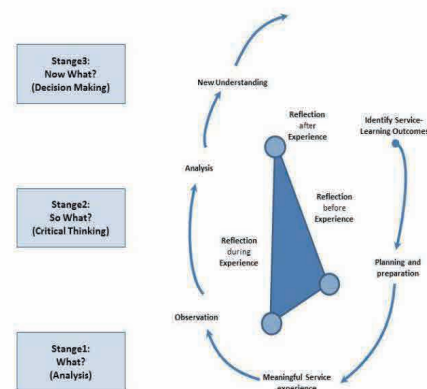 Stange3:
Now What?
(Decision Making)
New Understanding
Reflection
after
Experience
Identify Service-
Learning Outcomes
Stange2:
So What?
(Critical Thinking)
Analysis
Reflection
before
Experience
Reflection
during
Experience
Planning and
preparation
Observation
Stange1:
What?
(Analysis)
Meaningful Service
experience